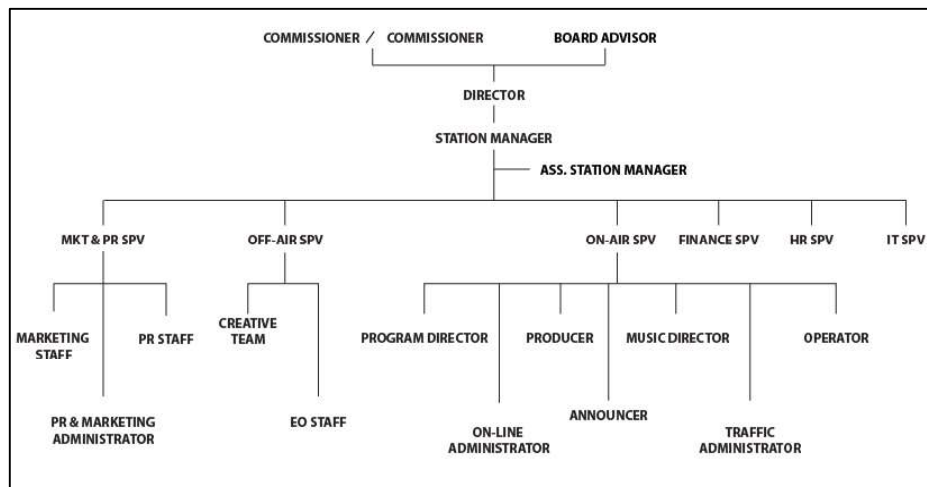 COMMISSIONER / COMMISSIONER BOARD ADVISOR
DIRECTOR
STATION MANAGER
ASS. STATION MANAGER
MKT & PR SPV OFF-AIR SPV ON-AIR SPV FINANCE SPV HR SPV IT SPV
MARKETING
STAFF
PR STAFF
CREATIVE
TEAM
PROGRAM DIRECTOR PRODUCER MUSIC DIRECTOR OPERATOR
PR & MARKETING
ADMINISTRATOR
EO STAFF
ON-LINE
ADMINISTRATOR
ANNOUNCER
TRAFFIC
ADMINISTRATOR